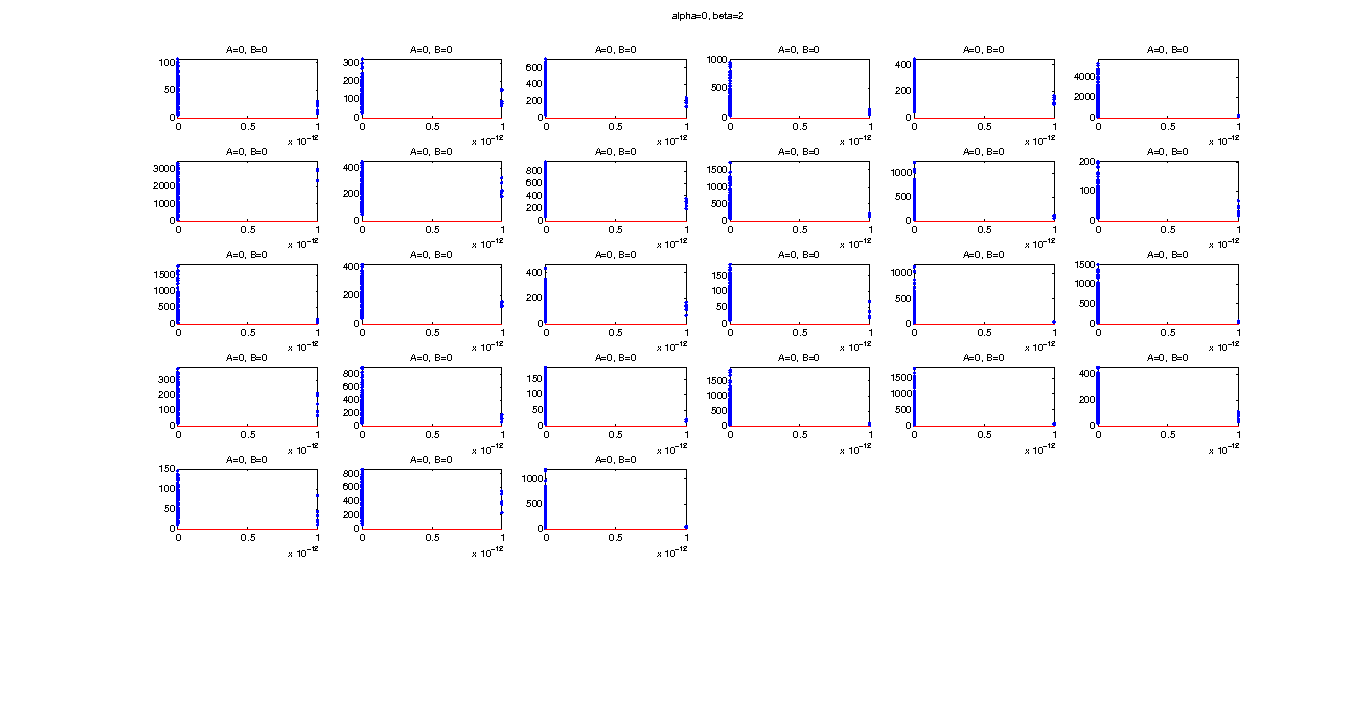 alpha=0, beta=2
A=0, B=0 A=0, B=0 A=0, B=0 A=0, B=0 A=0, B=0 A=0, B=0
100 50 0 300 200 100 0 600 400 200 0 1000 500 0 400 200 0 4000 2000 0
0 0.5 1 0 0.5 1 0 0.5 1 0 0.5 1 0 0.5 1 0 0.5 1
x 10⁻¹² x 10⁻¹² x 10⁻¹² x 10⁻¹² x 10⁻¹² x 10⁻¹²
A=0, B=0 A=0, B=0 A=0, B=0 A=0, B=0 A=0, B=0 A=0, B=0
3000 2000 1000 0 400 200 0 800 600 400 200 0 1500 1000 500 0 1000 500 0 200 100 0
0 0.5 1 0 0.5 1 0 0.5 1 0 0.5 1 0 0.5 1 0 0.5 1
x 10⁻¹² x 10⁻¹² x 10⁻¹² x 10⁻¹² x 10⁻¹² x 10⁻¹²
A=0, B=0 A=0, B=0 A=0, B=0 A=0, B=0 A=0, B=0 A=0, B=0
1500 1000 500 0 400 200 0 400 200 0 150 100 50 0 1000 500 0 1500 1000 500 0
0 0.5 1 0 0.5 1 0 0.5 1 0 0.5 1 0 0.5 1 0 0.5 1
x 10⁻¹² x 10⁻¹² x 10⁻¹² x 10⁻¹² x 10⁻¹² x 10⁻¹²
A=0, B=0 A=0, B=0 A=0, B=0 A=0, B=0 A=0, B=0 A=0, B=0
300 200 100 0 800 600 400 200 0 150 100 50 0 1500 1000 500 0 1500 1000 500 0 400 200 0
0 0.5 1 0 0.5 1 0 0.5 1 0 0.5 1 0 0.5 1 0 0.5 1
x 10⁻¹² x 10⁻¹² x 10⁻¹² x 10⁻¹² x 10⁻¹² x 10⁻¹²
A=0, B=0 A=0, B=0 A=0, B=0
150 100 50 0 800 600 400 200 0 1000 500 0
0 0.5 1 0 0.5 1 0 0.5 1
x 10⁻¹² x 10⁻¹² x 10⁻¹²